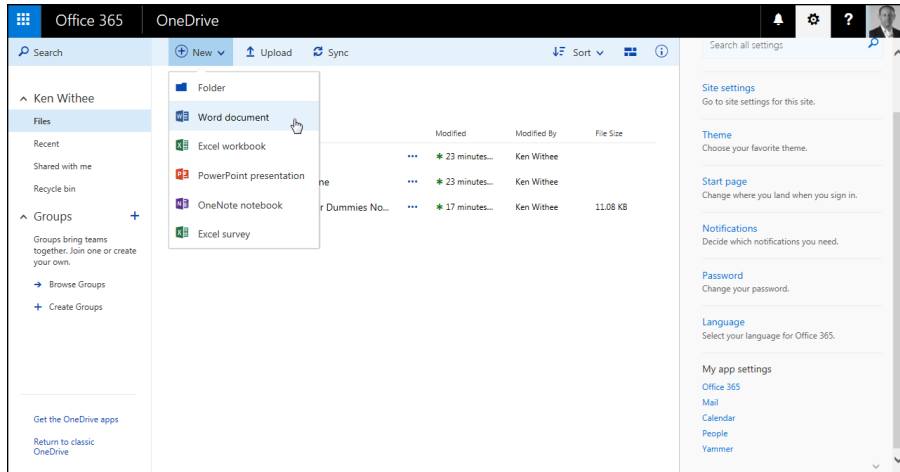 Office 365
OneDrive
?
Search
New
Upload
Sync
Sort
Ken Withee
Files
Recent
Shared with me
Recycle bin
Groups
Groups bring teams
together. Join one or create
your own.
Browse Groups
Create Groups
Get the OneDrive apps
Return to classic
OneDrive
Folder
Word document
Excel workbook
PowerPoint presentation
OneNote notebook
Excel survey
Modified Modified By File Size
23 minutes... Ken Withee
ne 23 minutes... Ken Withee
r Dummies No... 17 minutes... Ken Withee 11.08 KB
Search all settings
Site settings
Go to site settings for this site.
Theme
Choose your favorite theme.
Start page
Change where you land when you sign in.
Notifications
Decide which notifications you need.
Password
Change your password.
Language
Select your language for Office 365.
My app settings
Office 365
Mail
Calendar
People
Yammer